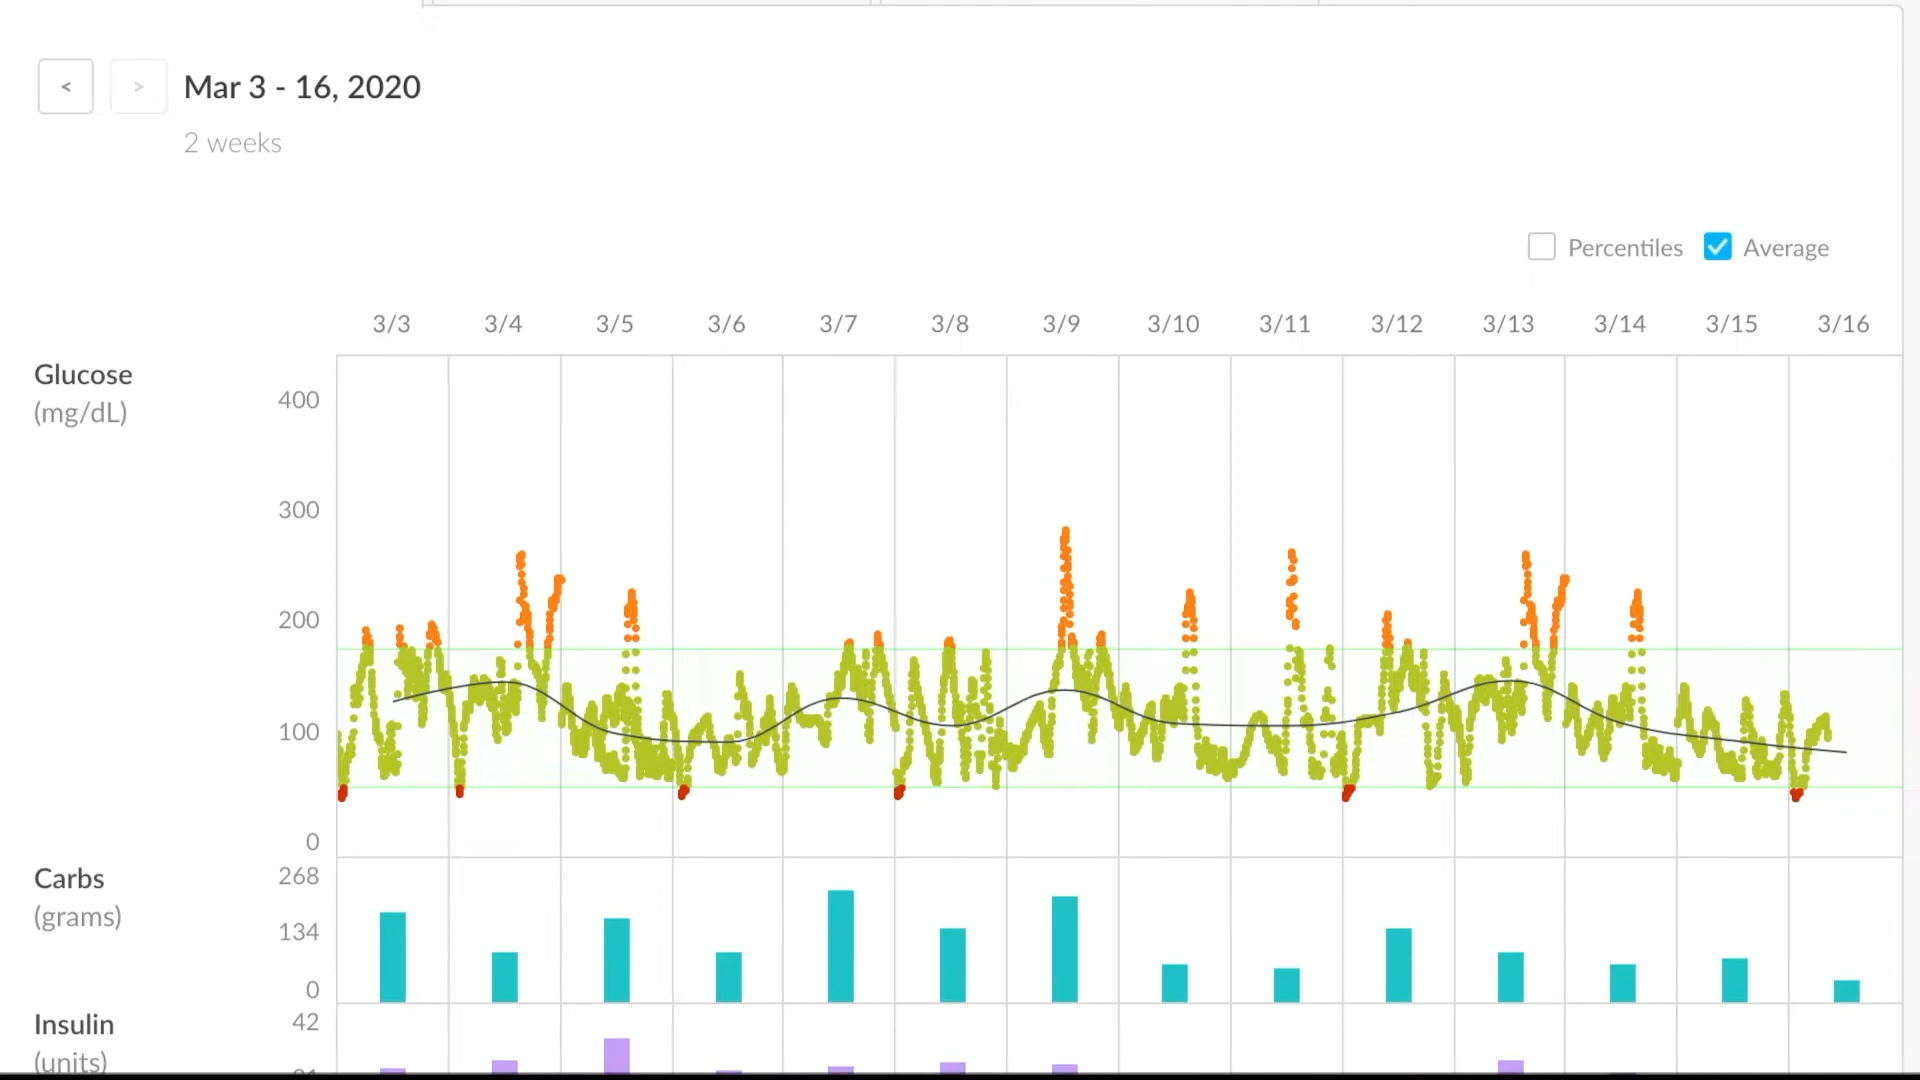 <
>
Mar 3 - 16, 2020
2 weeks
Percentiles
Average
3/3 3/4 3/5 3/6 3/7 3/8 3/9 3/10 3/11 3/12 3/13 3/14 3/15 3/16
Glucose
(mg/dL)
400
300
200
100
0
Carbs
(grams)
268
134
0
Insulin
(units)
42